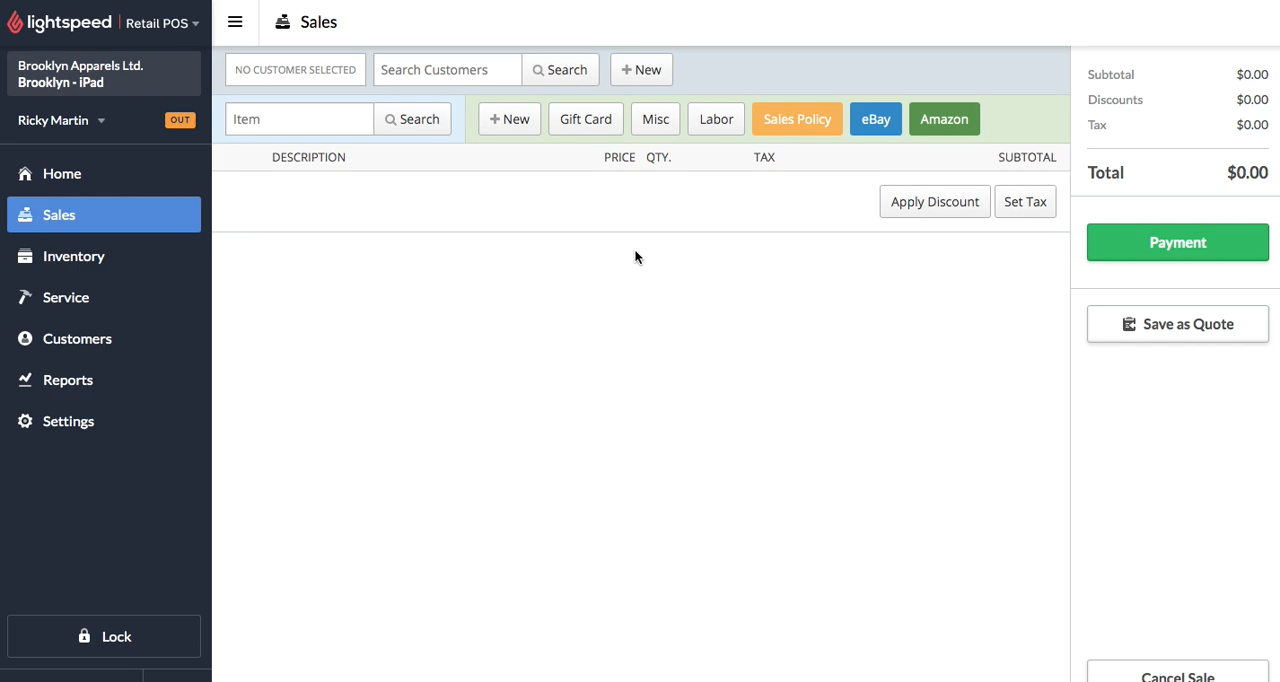 lightspeed | Retail POS
Sales
Brooklyn Apparels Ltd.
Brooklyn - iPad
Ricky Martin
OUT
Home
Sales
Inventory
Service
Customers
Reports
Settings
Lock
NO CUSTOMER SELECTED
Search Customers
Search
+ New
Item
Search
+ New
Gift Card
Misc
Labor
Sales Policy
eBay
Amazon
DESCRIPTION PRICE QTY. TAX SUBTOTAL
Apply Discount
Set Tax
Subtotal $0.00
Discounts $0.00
Tax $0.00
Total $0.00
Payment
Save as Quote
Cancel Sale